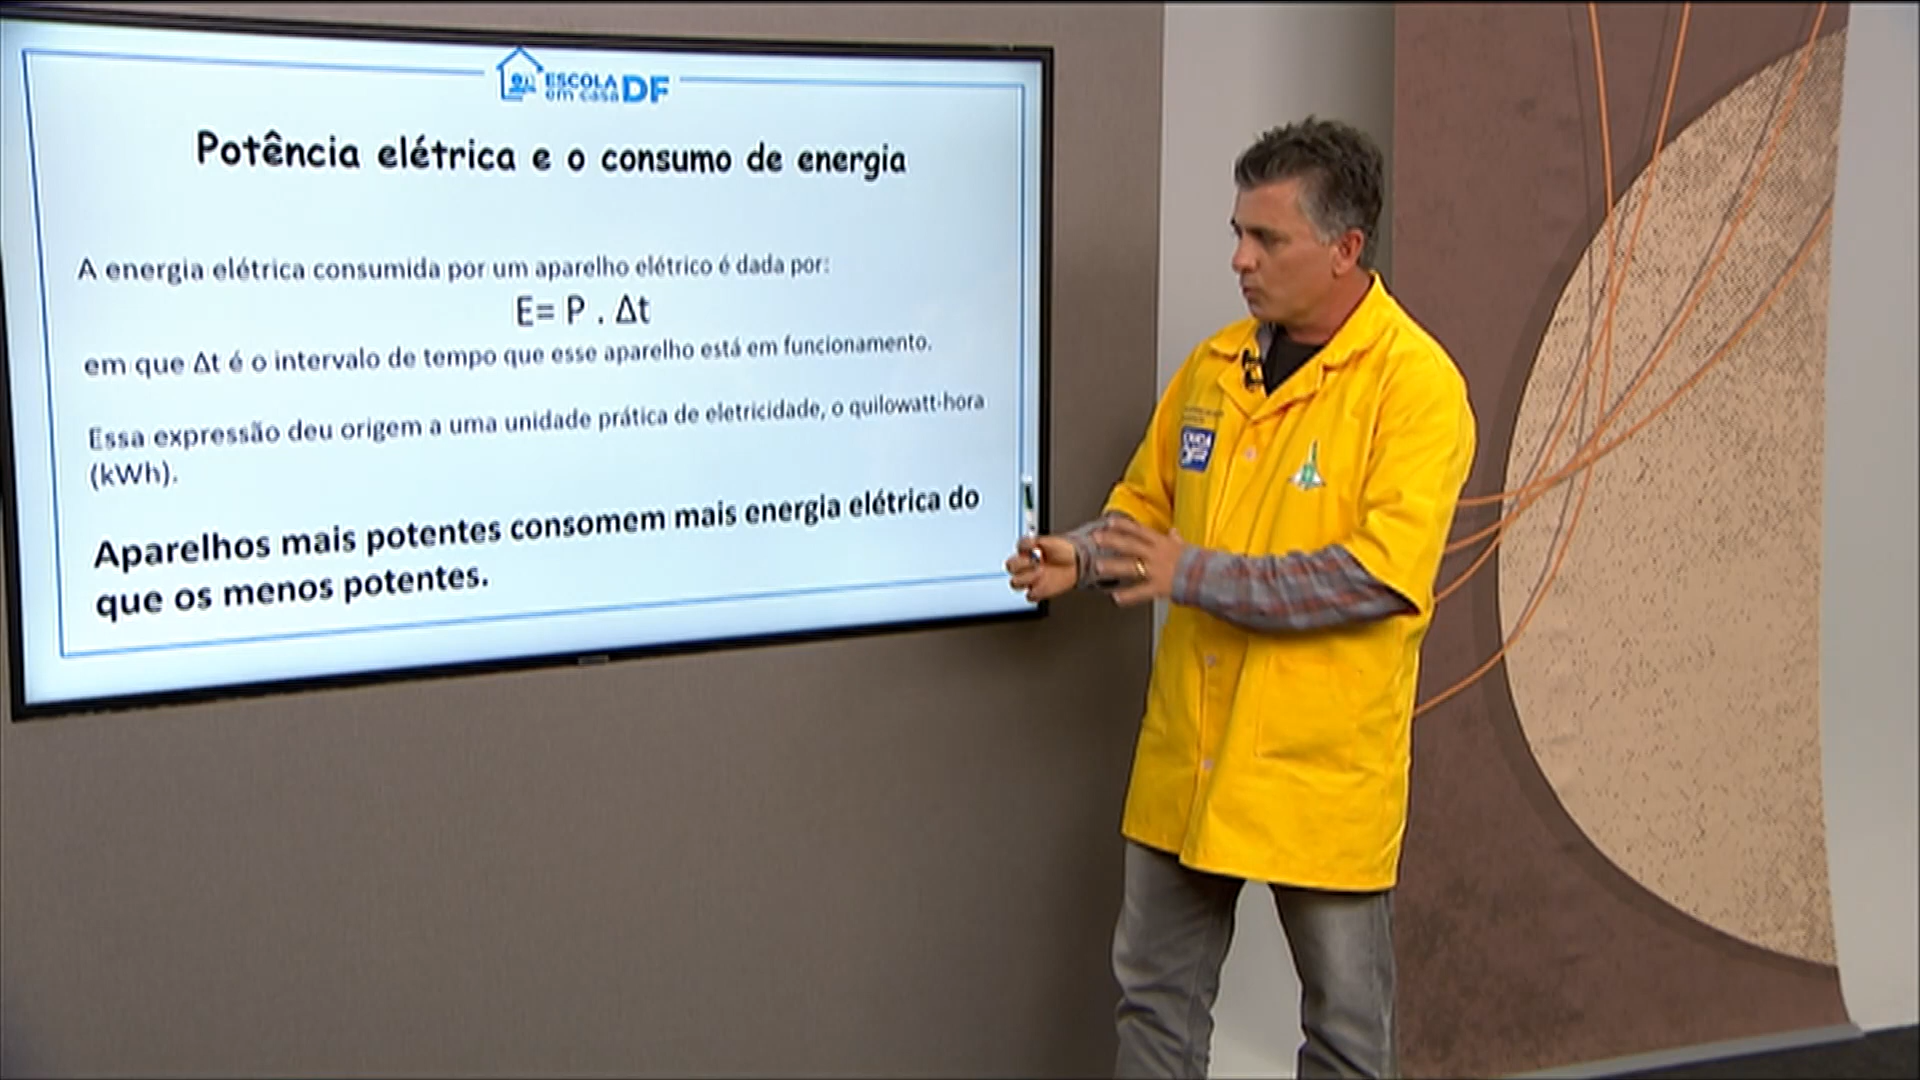 ESCOLA
em casa DF
Potência elétrica e o consumo de energia
A energia elétrica consumida por um aparelho elétrico é dada por:
E= P . Δt
em que Δt é o intervalo de tempo que esse aparelho está em funcionamento.
Essa expressão deu origem a uma unidade prática de eletricidade, o quilowatt-hora
(kWh).
Aparelhos mais potentes consomem mais energia elétrica do
que os menos potentes.